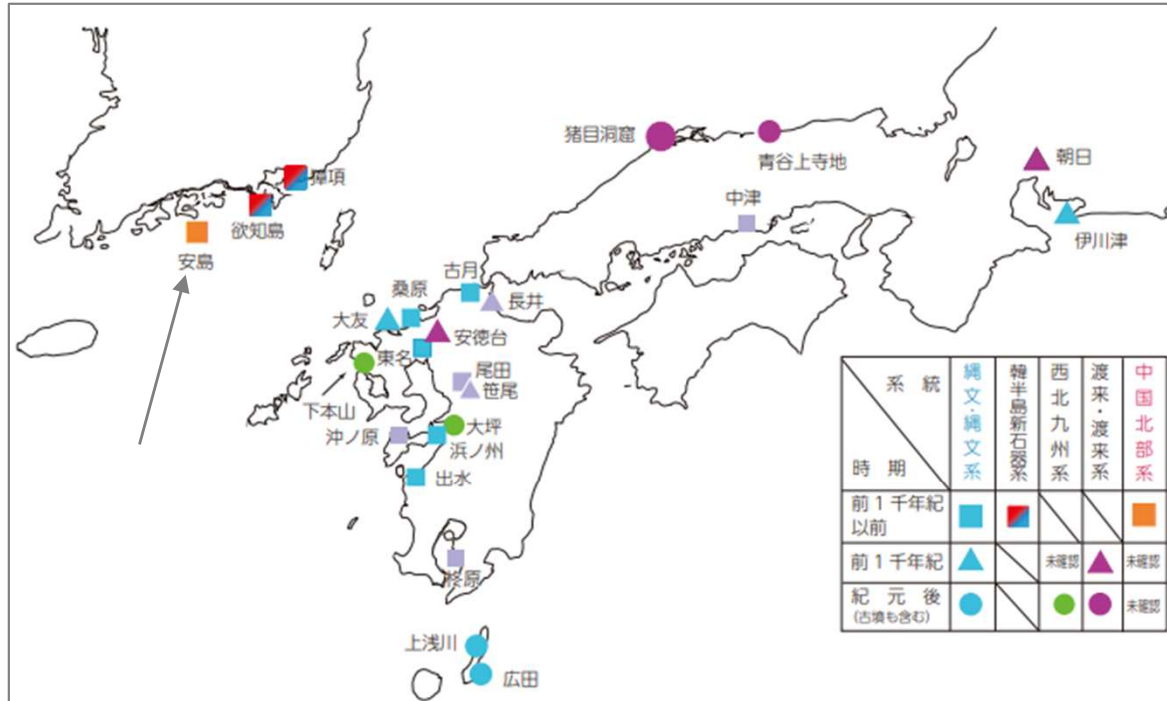 猪目洞窟
青谷上寺地
朝日
伊川津
中津
獐項
欲知島
安島
古月
長井
桑原
大友
安徳台
東名
尾田
笹尾
下本山
大坪
沖ノ原
浜ノ州
出水
柊原
上浅川
広田
系統
時期
縄文・縄文系
韓半島新石器系
西北九州系
渡来・渡来系
中国北部系
前1千年紀
以前
前1千年紀
未確認
未確認
紀元後
(古墳も含む)
未確認